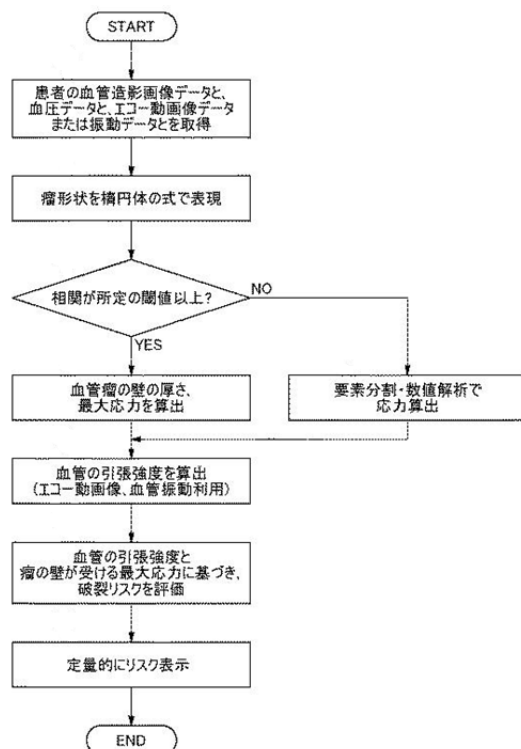 START
患者の血管造影画像データと、
血圧データと、エコー動画像データ
または振動データとを取得
瘤形状を楕円体の式で表現
相関が所定の閾値以上?
NO
YES
血管瘤の壁の厚さ、
最大応力を算出
要素分割・数値解析で
応力算出
血管の引張強度を算出
(エコー動画像、血管振動利用)
血管の引張強度と
瘤の壁が受ける最大応力に基づき、
破裂リスクを評価
定量的にリスク表示
END